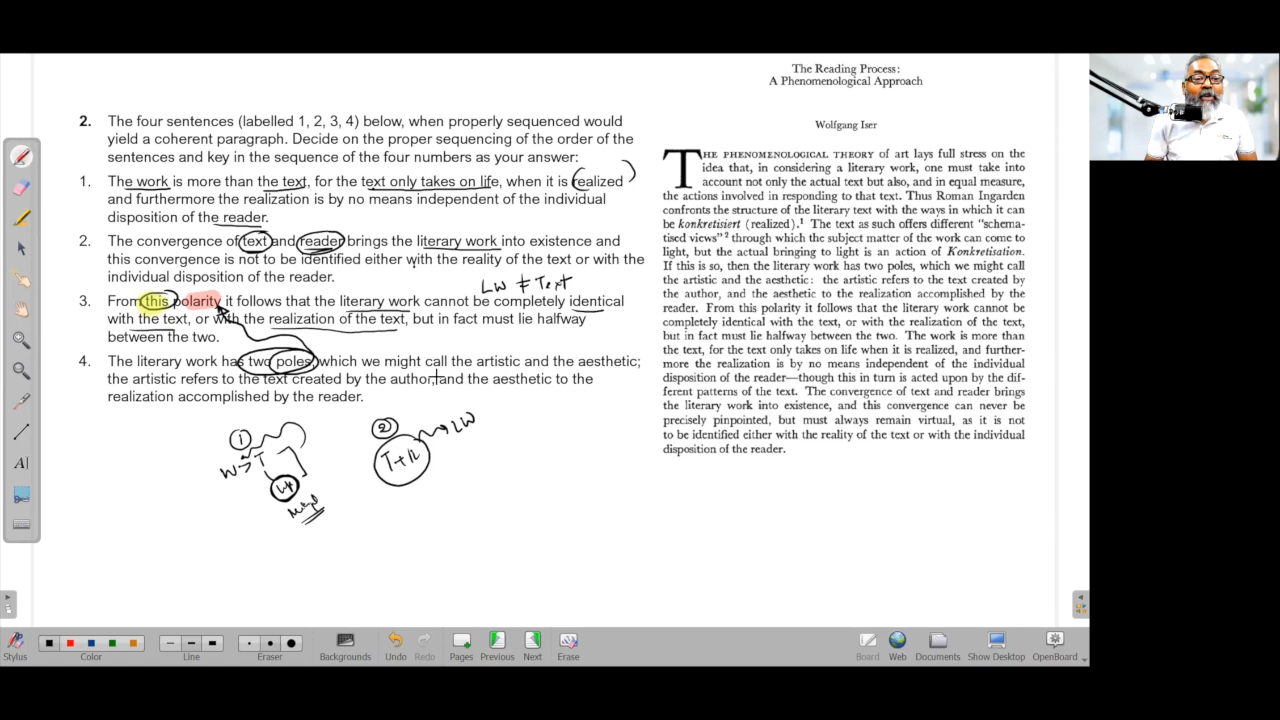 2. The four sentences (labelled 1, 2, 3, 4) below, when properly sequenced would
yield a coherent paragraph. Decide on the proper sequencing of the order of the
sentences and key in the sequence of the four numbers as your answer:
1. The work is more than the text, for the text only takes on life, when it is realized
and furthermore the realization is by no means independent of the individual
disposition of the reader.
2. The convergence of text and reader brings the literary work into existence and
this convergence is not to be identified either with the reality of the text or with the
individual disposition of the reader.
LW ≠ Text
3. From this polarity it follows that the literary work cannot be completely identical
with the text, or with the realization of the text, but in fact must lie halfway
between the two.
4. The literary work has two poles which we might call the artistic and the aesthetic;
the artistic refers to the text created by the author, and the aesthetic to the
realization accomplished by the reader.
1
W > T
2
T+R
LW
The Reading Process:
A Phenomenological Approach
Wolfgang Iser
THE PHENOMENOLOGICAL THEORY of art lays full stress on the
idea that, in considering a literary work, one must take into
account not only the actual text but also, and in equal measure,
the actions involved in responding to that text. Thus Roman Ingarden
confronts the structure of the literary text with the ways in which it can
be konkretisiert (realized).1 The text as such offers different "schema-
tised views"2 through which the subject matter of the work can come to
light, but the actual bringing to light is an action of Konkretisation.
If this is so, then the literary work has two poles, which we might call
the artistic and the aesthetic: the artistic refers to the text created by
the author, and the aesthetic to the realization accomplished by the
reader. From this polarity it follows that the literary work cannot be
completely identical with the text, or with the realization of the text,
but in fact must lie halfway between the two. The work is more than
the text, for the text only takes on life when it is realized, and further-
more the realization is by no means independent of the individual
disposition of the reader—though this in turn is acted upon by the dif-
ferent patterns of the text. The convergence of text and reader brings
the literary work into existence, and this convergence can never be
precisely pinpointed, but must always remain virtual, as it is not
to be identified either with the reality of the text or with the individual
disposition of the reader.
Stylus Color Line Eraser Backgrounds Undo Redo Pages Previous Next Erase Board Web Documents Show Desktop OpenBoard